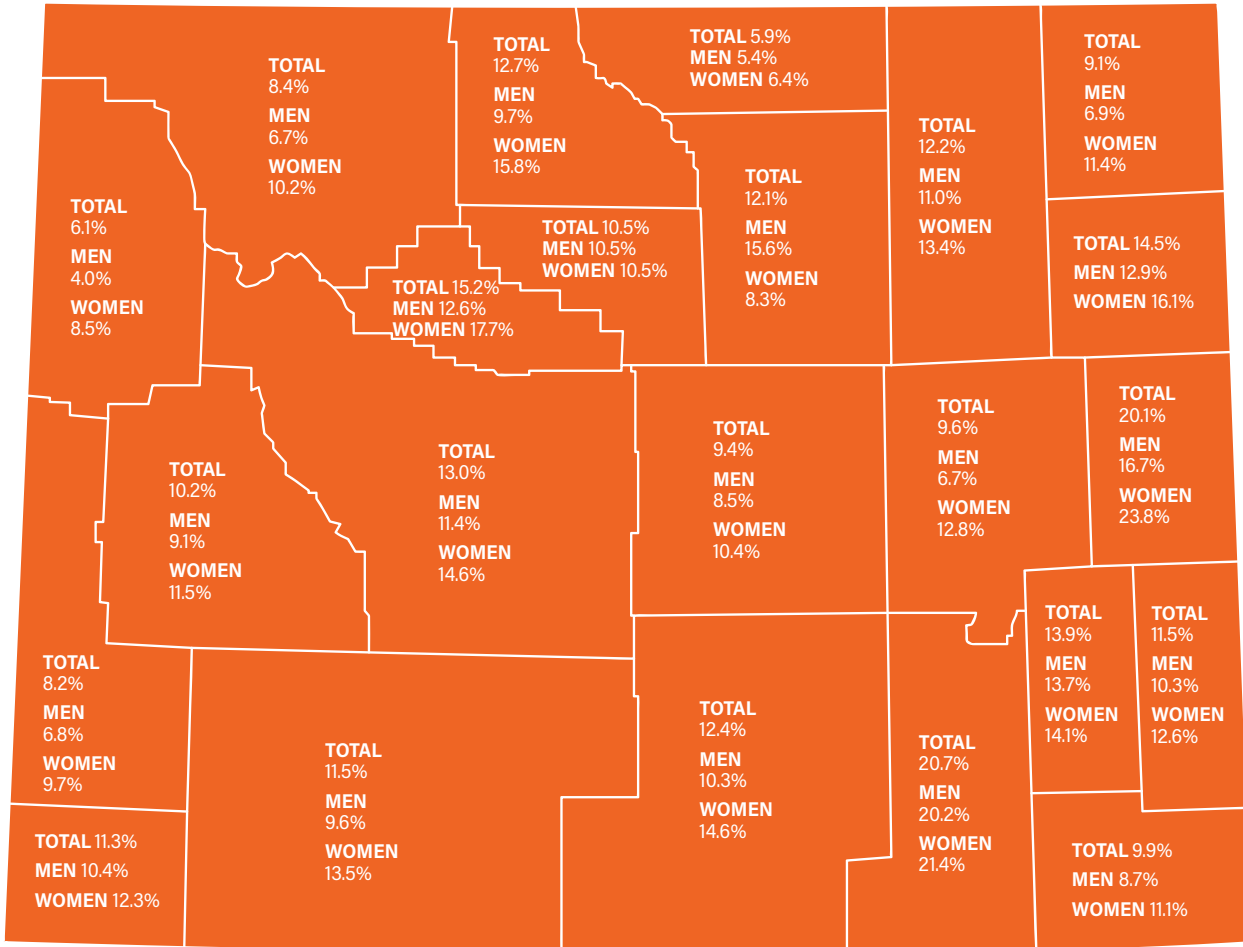 TOTAL
8.4%
MEN
6.7%
WOMEN
10.2%
TOTAL
12.7%
MEN
9.7%
WOMEN
15.8%
TOTAL 5.9%
MEN 5.4%
WOMEN 6.4%
TOTAL
12.2%
MEN
11.0%
WOMEN
13.4%
TOTAL
9.1%
MEN
6.9%
WOMEN
11.4%
TOTAL
6.1%
MEN
4.0%
WOMEN
8.5%
TOTAL 15.2%
MEN 12.6%
WOMEN 17.7%
TOTAL 10.5%
MEN 10.5%
WOMEN 10.5%
TOTAL
12.1%
MEN
15.6%
WOMEN
8.3%
TOTAL 14.5%
MEN 12.9%
WOMEN 16.1%
TOTAL
10.2%
MEN
9.1%
WOMEN
11.5%
TOTAL
13.0%
MEN
11.4%
WOMEN
14.6%
TOTAL
9.4%
MEN
8.5%
WOMEN
10.4%
TOTAL
9.6%
MEN
6.7%
WOMEN
12.8%
TOTAL
20.1%
MEN
16.7%
WOMEN
23.8%
TOTAL
8.2%
MEN
6.8%
WOMEN
9.7%
TOTAL
11.5%
MEN
9.6%
WOMEN
13.5%
TOTAL
12.4%
MEN
10.3%
WOMEN
14.6%
TOTAL
20.7%
MEN
20.2%
WOMEN
21.4%
TOTAL
13.9%
MEN
13.7%
WOMEN
14.1%
TOTAL
11.5%
MEN
10.3%
WOMEN
12.6%
TOTAL 11.3%
MEN 10.4%
WOMEN 12.3%
TOTAL 9.9%
MEN 8.7%
WOMEN 11.1%